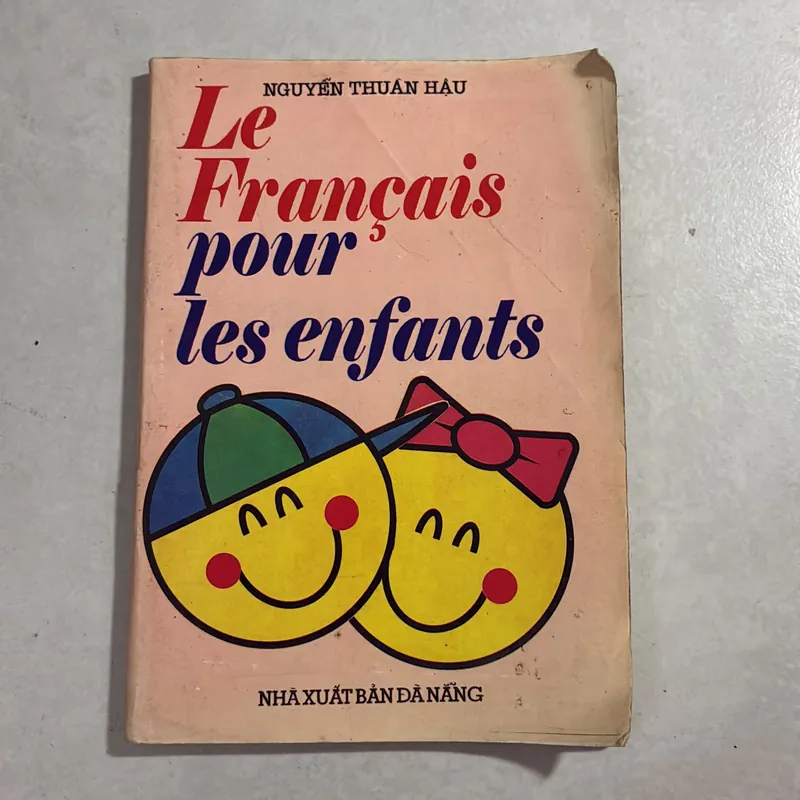 NGUYỄN THUẦN HẬU
Le
Français
pour
les enfants
NHÀ XUẤT BẢN ĐÀ NẴNG